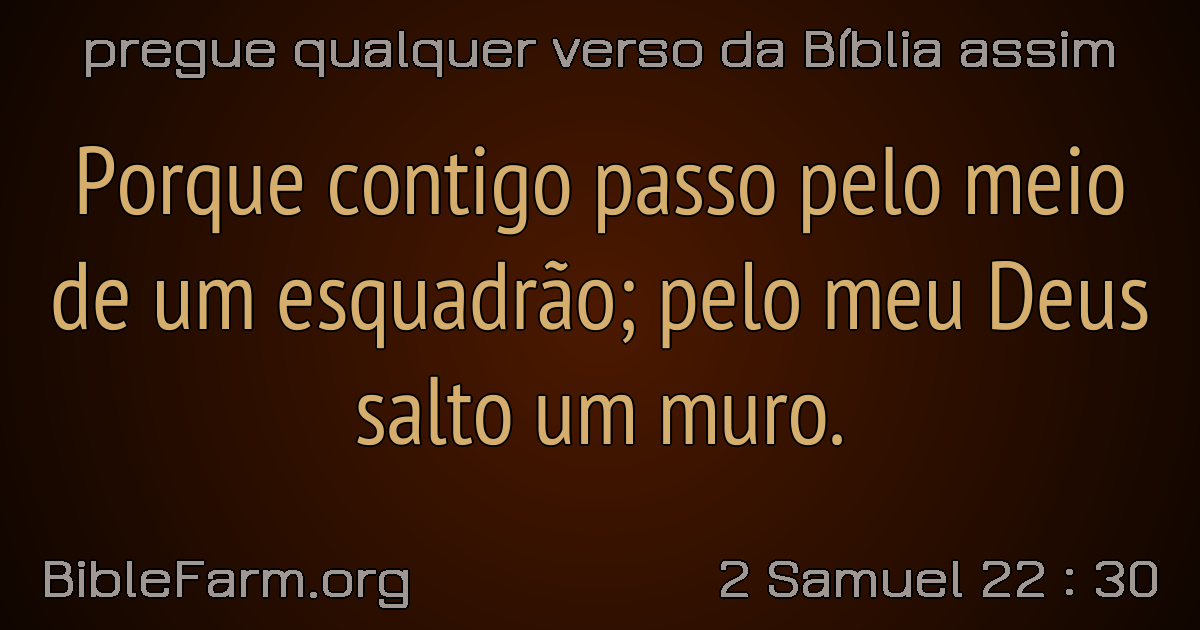 pregue qualquer verso da Bíblia assim
Porque contigo passo pelo meio
de um esquadrão; pelo meu Deus
salto um muro.
BibleFarm.org
2 Samuel 22 : 30